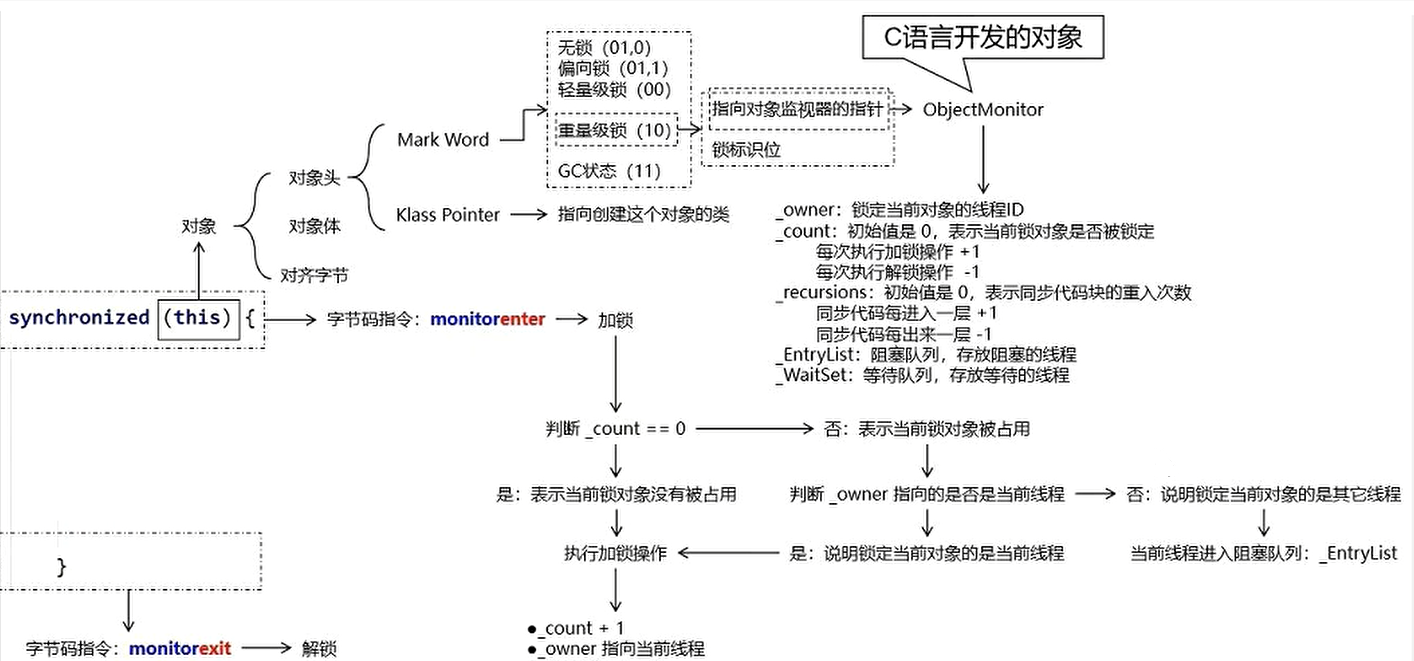 C语言开发的对象
无锁（01,0）
偏向锁（01,1）
轻量级锁（00）
重量级锁（10）
GC状态（11）
指向对象监视器的指针
锁标识位
ObjectMonitor
Mark Word
对象头
Klass Pointer
指向创建这个对象的类
对象
对象体
对齐字节
_owner：锁定当前对象的线程ID
_count：初始值是 0，表示当前锁对象是否被锁定
每次执行加锁操作 +1
每次执行解锁操作 -1
_recursions：初始值是 0，表示同步代码块的重入次数
同步代码每进入一层 +1
同步代码每出来一层 -1
_EntryList：阻塞队列，存放阻塞的线程
_WaitSet：等待队列，存放等待的线程
synchronized (this) {
字节码指令：monitorenter
加锁
判断 _count == 0
否：表示当前锁对象被占用
是：表示当前锁对象没有被占用
判断 _owner 指向的是否是当前线程
否：说明锁定当前对象的是其它线程
执行加锁操作
是：说明锁定当前对象的是当前线程
当前线程进入阻塞队列：_EntryList
}
●_count + 1
●_owner 指向当前线程
字节码指令：monitorexit
解锁